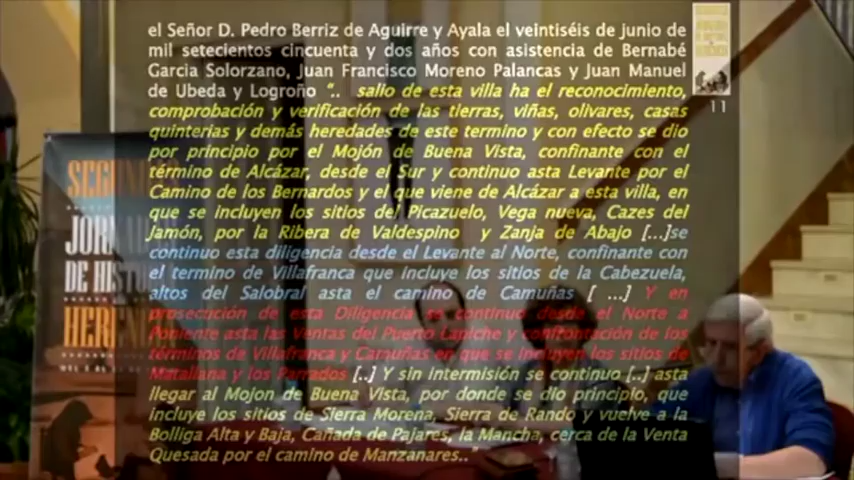 el Señor D. Pedro Berriz de Aguirre y Ayala el veintiséis de junio de
mil setecientos cincuenta y dos años con asistencia de Bernabé
Garcia Solorzano, Juan Francisco Moreno Palancas y Juan Manuel
de Ubeda y Logroño ".. salio de esta villa ha el reconocimiento,
comprobación y verificación de las tierras, viñas, olivares, casas
quinterias y demás heredades de este termino y con efecto se dio
por principio por el Mojón de Buena Vista, confinante con el
término de Alcázar, desde el Sur y continuo asta Levante por el
Camino de los Bernardos y el que viene de Alcázar a esta villa, en
que se incluyen los sitios del Picazuelo, Vega nueva, Cazes del
Jamón, por la Ribera de Valdespino y Zanja de Abajo [...]se
continuo esta diligencia desde el Levante al Norte, confinante con
el termino de Villafranca que incluye los sitios de la Cabezuela,
altos del Salobral asta el camino de Camuñas [ ...] Y en
prosecución de esta Diligencia se continuo desde el Norte a
Poniente asta las Ventas del Puerto Lapiche y confrontación de los
términos de Villafranca y Camuñas en que se incluyen los sitios de
Matallana y los Parrados [..] Y sin intermisión se continuo [..] asta
llegar al Mojon de Buena Vista, por donde se dio principio, que
incluye los sitios de Sierra Morena, Sierra de Rando y vuelve a la
Bolliga Alta y Baja, Cañada de Pajares, la Mancha, cerca de la Venta
Quesada por el camino de Manzanares.."
11
DE HIST